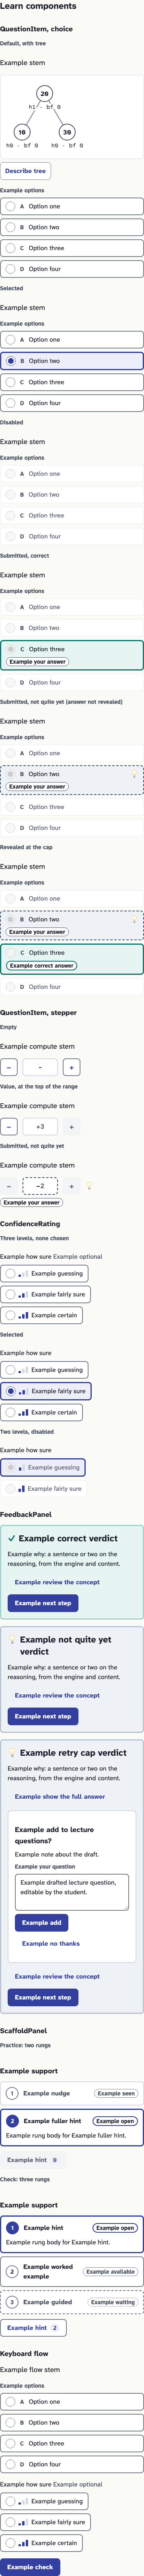 Learn components
QuestionItem, choice
Default, with tree
Example stem
20
h1 · bf 0
10
30
h0 · bf 0
h0 · bf 0
Describe tree
Example options
A Option one
B Option two
C Option three
D Option four
Selected
Example stem
Example options
A Option one
B Option two
C Option three
D Option four
Disabled
Example stem
Example options
A Option one
B Option two
C Option three
D Option four
Submitted, correct
Example stem
Example options
A Option one
B Option two
C Option three
Example your answer
D Option four
Submitted, not quite yet (answer not revealed)
Example stem
Example options
A Option one
B Option two
Example your answer
C Option three
D Option four
Revealed at the cap
Example stem
Example options
A Option one
B Option two
Example your answer
C Option three
Example correct answer
D Option four
QuestionItem, stepper
Empty
Example compute stem
− – +
Value, at the top of the range
Example compute stem
− +3 +
Submitted, not quite yet
Example compute stem
− −2 +
Example your answer
ConfidenceRating
Three levels, none chosen
Example how sure Example optional
Example guessing
Example fairly sure
Example certain
Selected
Example how sure
Example guessing
Example fairly sure
Example certain
Two levels, disabled
Example how sure
Example guessing
Example fairly sure
FeedbackPanel
Example correct verdict
Example why: a sentence or two on the
reasoning, from the engine and content.
Example review the concept
Example next step
Example not quite yet
verdict
Example why: a sentence or two on the
reasoning, from the engine and content.
Example review the concept
Example next step
Example retry cap verdict
Example why: a sentence or two on the
reasoning, from the engine and content.
Example show the full answer
Example add to lecture
questions?
Example note about the draft.
Example your question
Example drafted lecture question,
editable by the student.
Example add
Example no thanks
Example review the concept
Example next step
ScaffoldPanel
Practice: two rungs
Example support
1 Example nudge Example seen
2 Example fuller hint Example open
Example rung body for Example fuller hint.
Example hint 0
Check: three rungs
Example support
1 Example hint Example open
Example rung body for Example hint.
2 Example worked
example Example available
3 Example guided Example waiting
Example hint 2
Keyboard flow
Example flow stem
Example options
A Option one
B Option two
C Option three
D Option four
Example how sure Example optional
Example guessing
Example fairly sure
Example certain
Example check